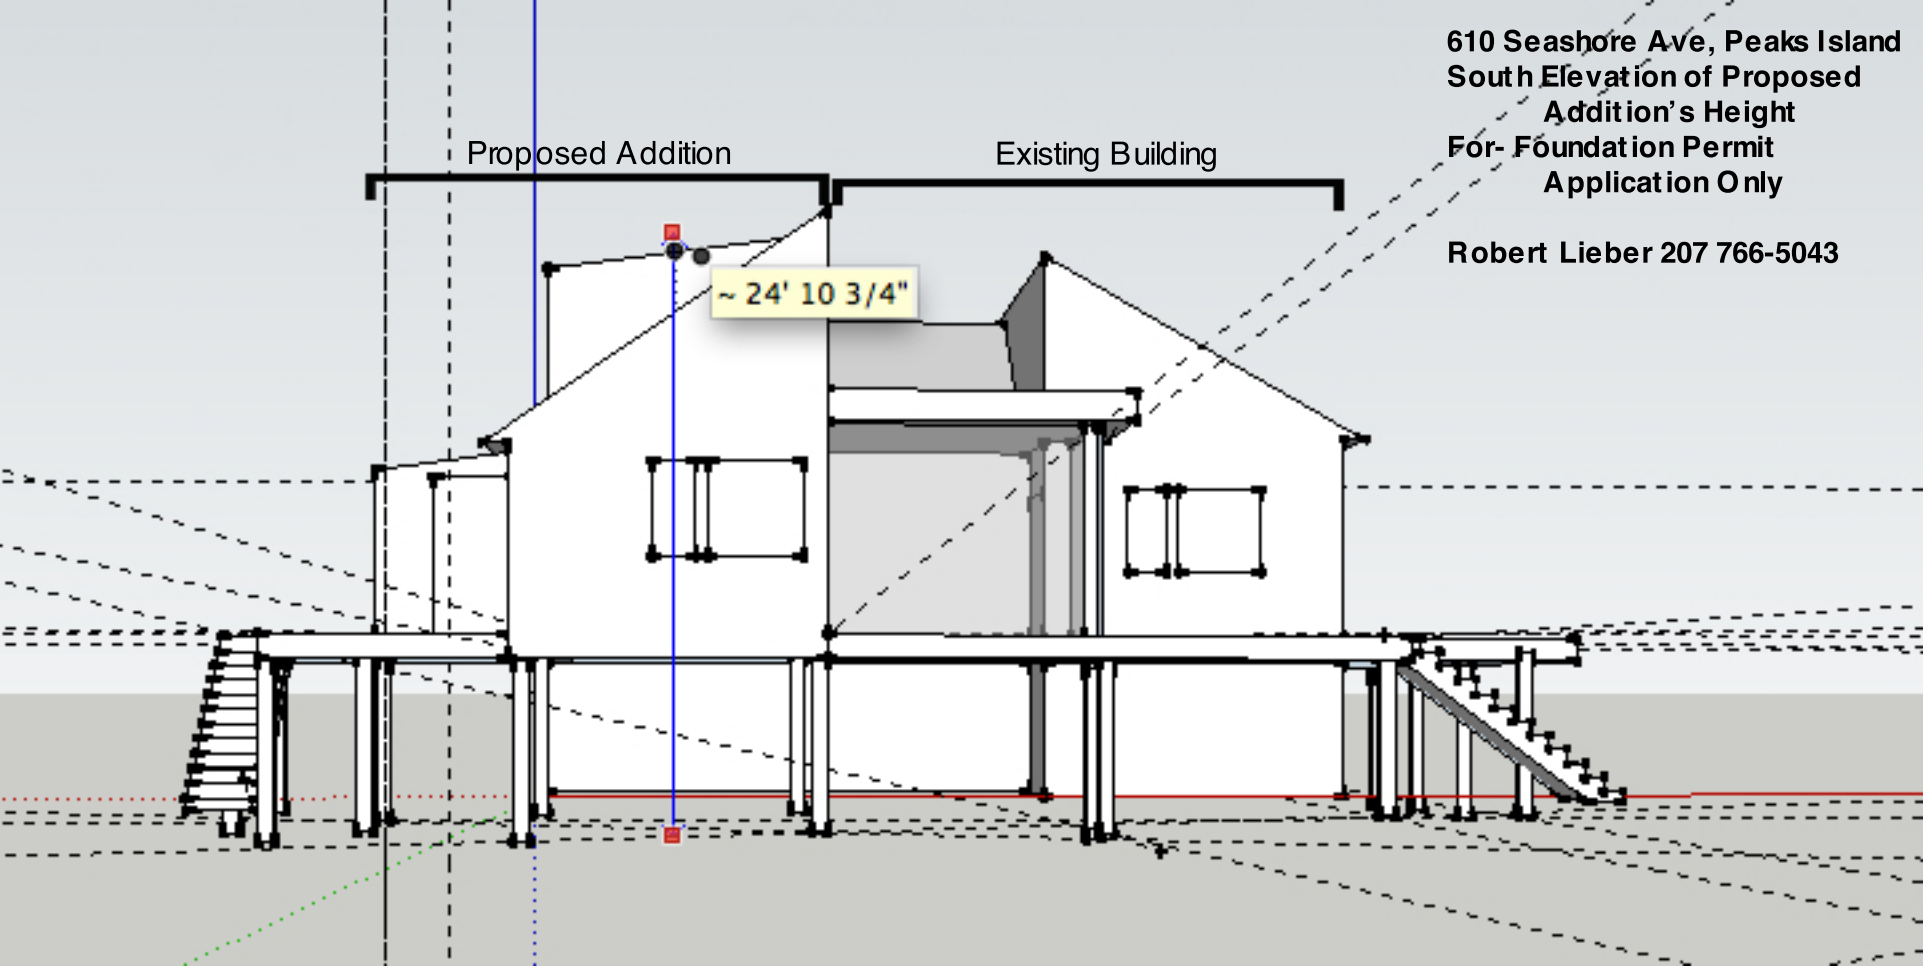 610 Seashore Ave, Peaks Island
South Elevation of Proposed
Addition's Height
For- Foundation Permit
Application Only
Robert Lieber 207 766-5043
Proposed Addition
Existing Building
~ 24' 10 3/4"